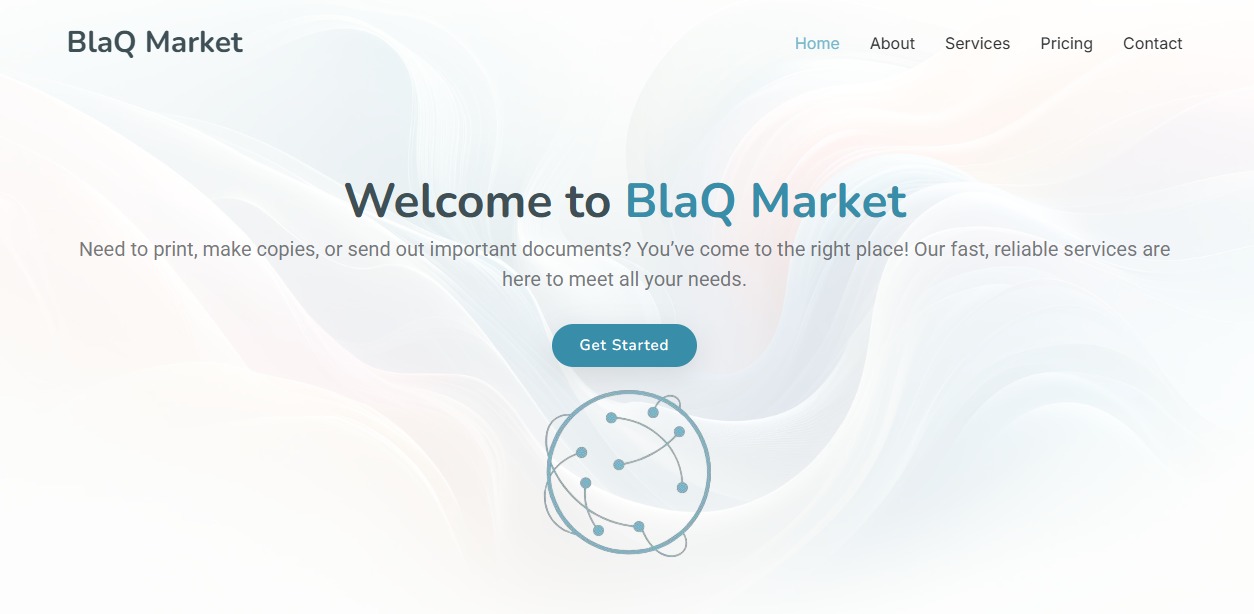 BlaQ Market
Home About Services Pricing Contact
Welcome to BlaQ Market
Need to print, make copies, or send out important documents? You’ve come to the right place! Our fast, reliable services are
here to meet all your needs.
Get Started